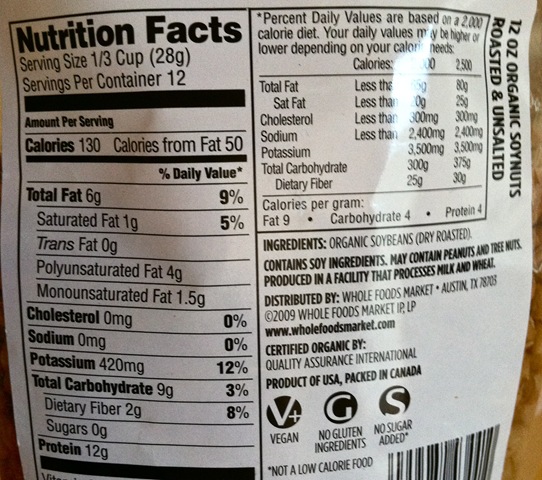 Nutrition Facts
Serving Size 1/3 Cup (28g)
Servings Per Container 12
Amount Per Serving
Calories 130 Calories from Fat 50
% Daily Value*
Total Fat 6g 9%
Saturated Fat 1g 5%
Trans Fat 0g
Polyunsaturated Fat 4g
Monounsaturated Fat 1.5g
Cholesterol 0mg 0%
Sodium 0mg 0%
Potassium 420mg 12%
Total Carbohydrate 9g 3%
Dietary Fiber 2g 8%
Sugars 0g
Protein 12g
*Percent Daily Values are based on a 2,000
calorie diet. Your daily values may be higher or
lower depending on your calorie needs:
Calories: 2,500
Total Fat Less than 80g
Sat Fat Less than 25g
Cholesterol Less than 300mg 300mg
Sodium Less than 2,400mg 2,400mg
Potassium 3,500mg 3,500mg
Total Carbohydrate 300g 375g
Dietary Fiber 25g 30g
Calories per gram:
Fat 9 • Carbohydrate 4 • Protein 4
INGREDIENTS: ORGANIC SOYBEANS (DRY ROASTED).
CONTAINS SOY INGREDIENTS. MAY CONTAIN PEANUTS AND TREE NUTS.
PRODUCED IN A FACILITY THAT PROCESSES MILK AND WHEAT.
DISTRIBUTED BY: WHOLE FOODS MARKET • AUSTIN, TX 78703
©2009 WHOLE FOODS MARKET IP, LP
www.wholefoodsmarket.com
CERTIFIED ORGANIC BY:
QUALITY ASSURANCE INTERNATIONAL
PRODUCT OF USA, PACKED IN CANADA
V+ G S
VEGAN
NO GLUTEN
INGREDIENTS
NO SUGAR
ADDED*
*NOT A LOW CALORIE FOOD
12 OZ ORGANIC SOYNUTS
ROASTED & UNSALTED